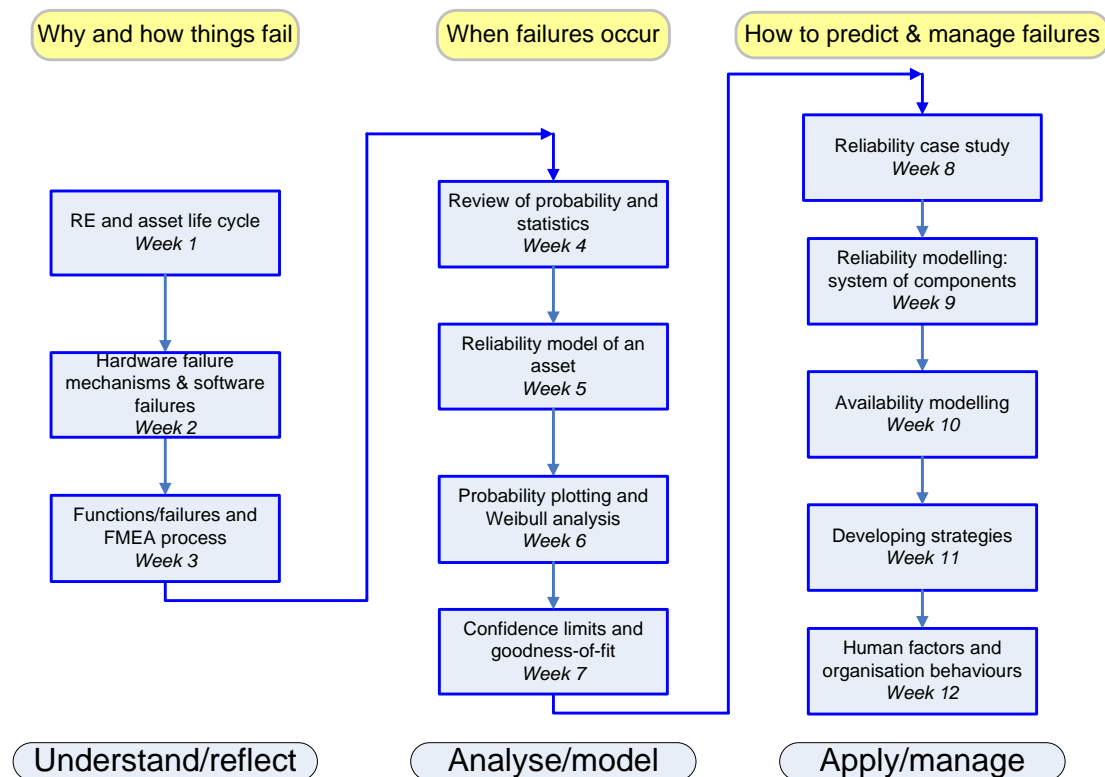 Why and how things fail
When failures occur
How to predict & manage failures
RE and asset life cycle
Week 1
Hardware failure
mechanisms & software
failures
Week 2
Functions/failures and
FMEA process
Week 3
Review of probability and
statistics
Week 4
Reliability model of an
asset
Week 5
Probability plotting and
Weibull analysis
Week 6
Confidence limits and
goodness-of-fit
Week 7
Reliability case study
Week 8
Reliability modelling:
system of components
Week 9
Availability modelling
Week 10
Developing strategies
Week 11
Human factors and
organisation behaviours
Week 12
Understand/reflect
Analyse/model
Apply/manage